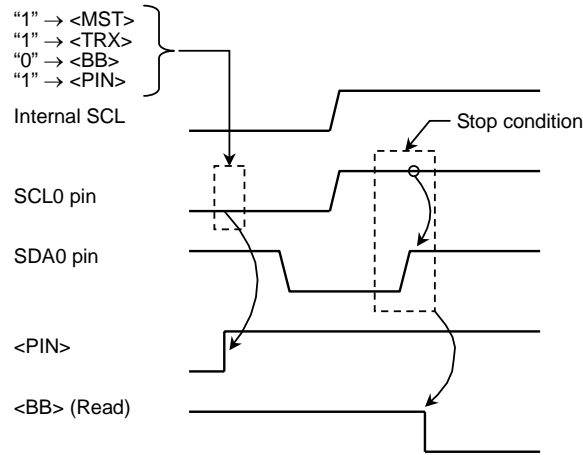 “1” → <MST>
“1” → <TRX>
“0” → <BB>
“1” → <PIN>
Internal SCL
Stop condition
SCL0 pin
SDA0 pin
<PIN>
<BB> (Read)